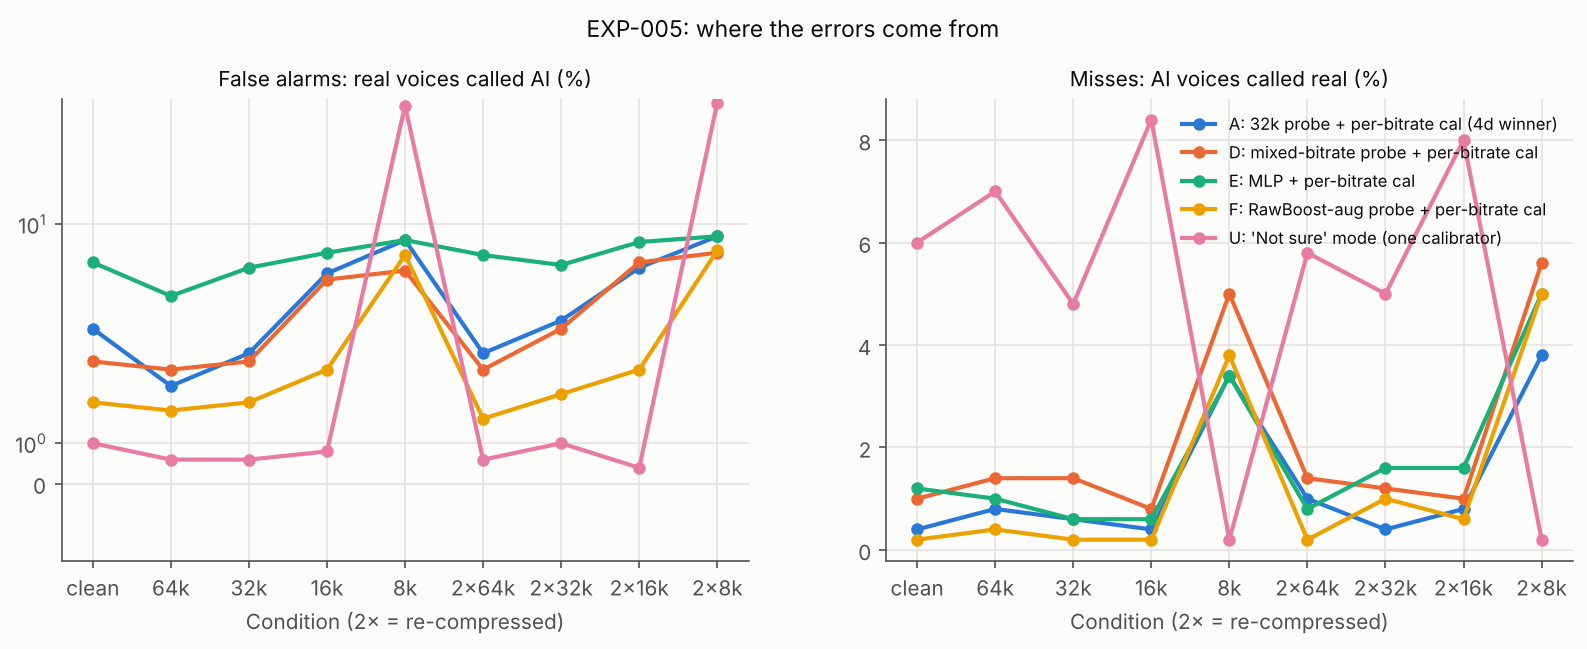 EXP-005: where the errors come from
False alarms: real voices called AI (%)
10¹
10⁰
0
clean 64k 32k 16k 8k 2×64k 2×32k 2×16k 2×8k
Condition (2× = re-compressed)
Misses: AI voices called real (%)
A: 32k probe + per-bitrate cal (4d winner)
D: mixed-bitrate probe + per-bitrate cal
E: MLP + per-bitrate cal
F: RawBoost-aug probe + per-bitrate cal
U: 'Not sure' mode (one calibrator)
8
6
4
2
0
clean 64k 32k 16k 8k 2×64k 2×32k 2×16k 2×8k
Condition (2× = re-compressed)